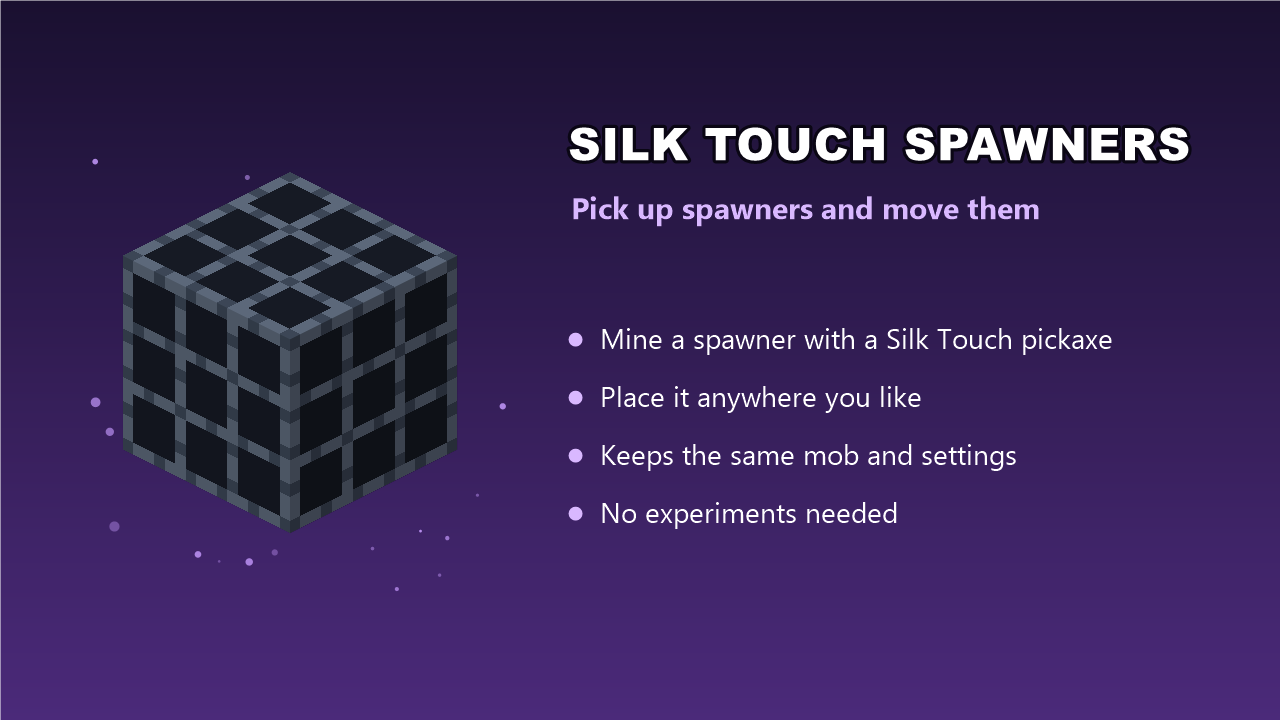 SILK TOUCH SPAWNERS
Pick up spawners and move them
Mine a spawner with a Silk Touch pickaxe
Place it anywhere you like
Keeps the same mob and settings
No experiments needed